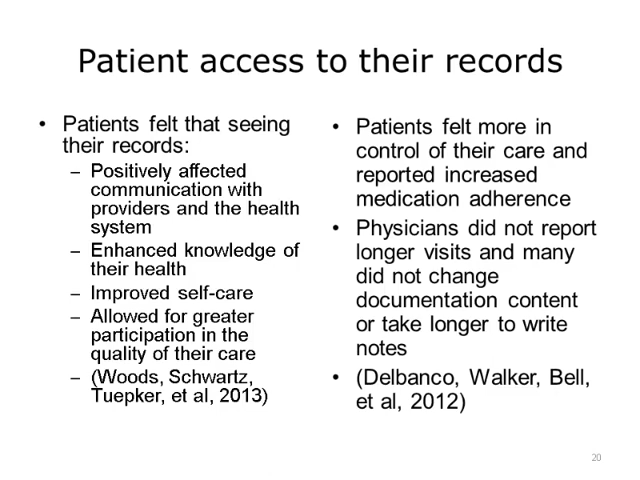 Patient access to their records
• Patients felt that seeing
their records:
– Positively affected
communication with
providers and the health
system
– Enhanced knowledge of
their health
– Improved self-care
– Allowed for greater
participation in the
quality of their care
– (Woods, Schwartz,
Tuepker, et al, 2013)
• Patients felt more in
control of their care and
reported increased
medication adherence
• Physicians did not report
longer visits and many
did not change
documentation content
or take longer to write
notes
• (Delbanco, Walker, Bell,
et al, 2012)
20